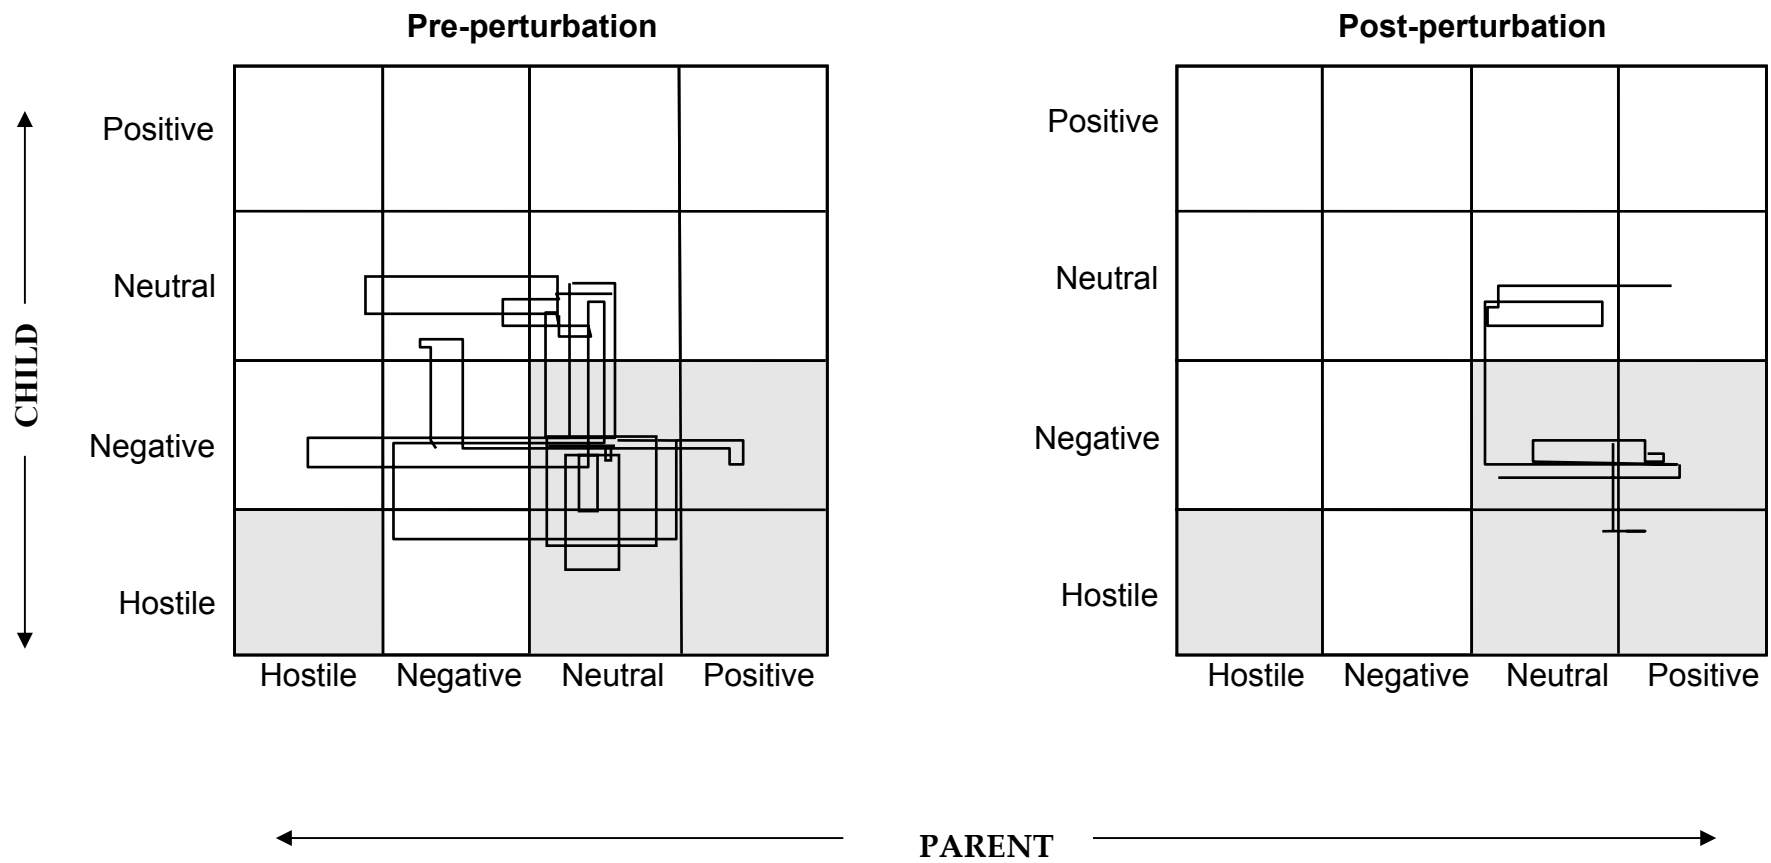 Pre-perturbation
Post-perturbation
Positive
Neutral
Negative
Hostile
Hostile Negative Neutral Positive
Positive
Neutral
Negative
Hostile
Hostile Negative Neutral Positive
CHILD
PARENT